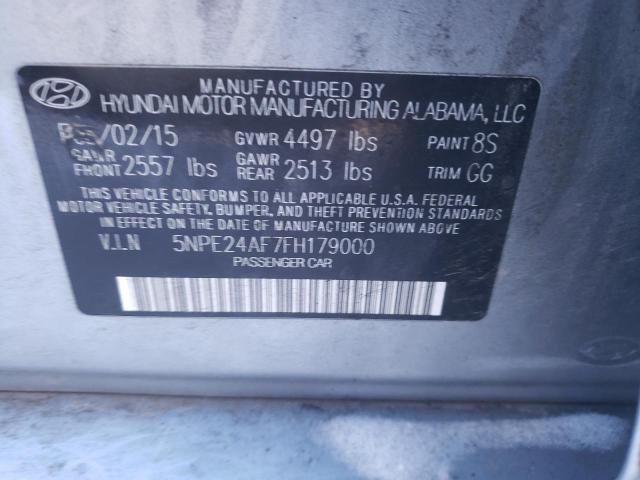 MANUFACTURED BY
HYUNDAI MOTOR MANUFACTURING ALABAMA, LLC
/02/15 GVWR 4497 lbs PAINT 8S
GAWR FRONT 2557 lbs GAWR REAR 2513 lbs TRIM GG
THIS VEHICLE CONFORMS TO ALL APPLICABLE U.S.A. FEDERAL
MOTOR VEHICLE SAFETY, BUMPER, AND THEFT PREVENTION STANDARDS
IN EFFECT ON THE DATE OF MANUFACTURE SHOWN ABOVE.
V.I.N 5NPE24AF7FH179000
PASSENGER CAR